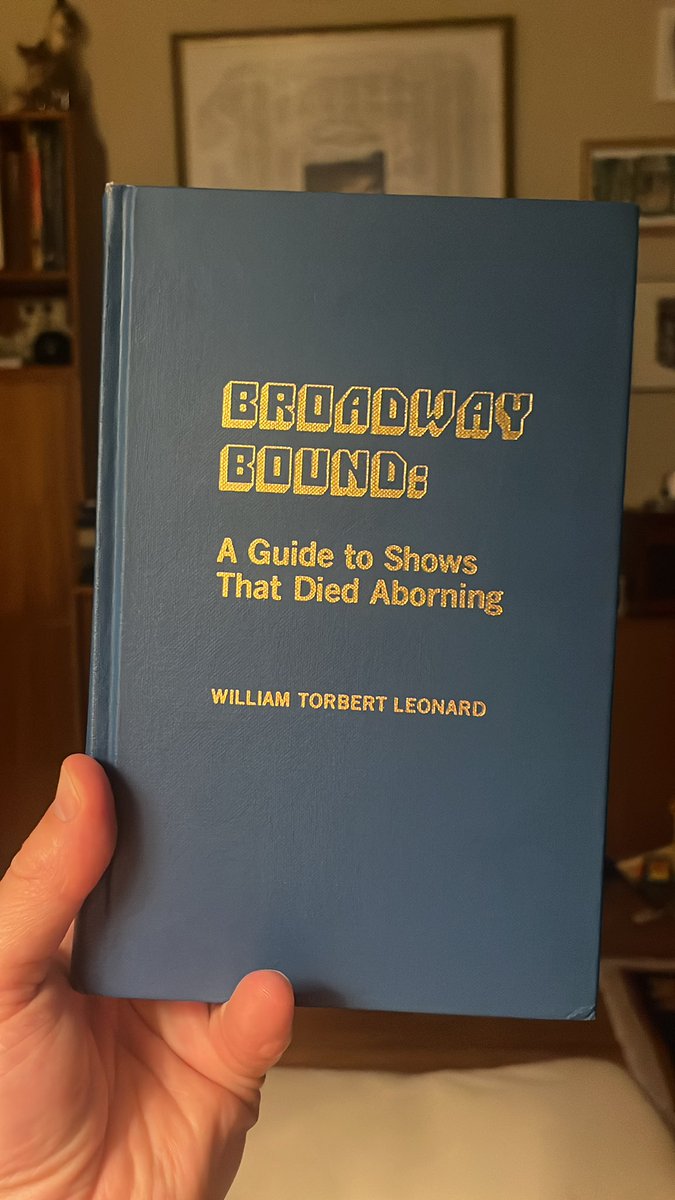 BROADWAY
BOUND:
A Guide to Shows
That Died Aborning
WILLIAM TORBERT LEONARD